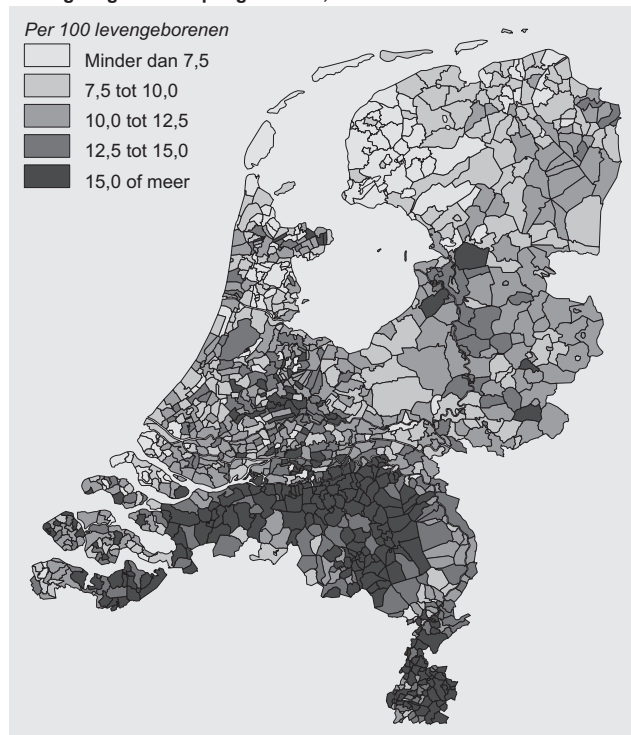 Per 100 levengeborenen
Minder dan 7,5
7,5 tot 10,0
10,0 tot 12,5
12,5 tot 15,0
15,0 of meer